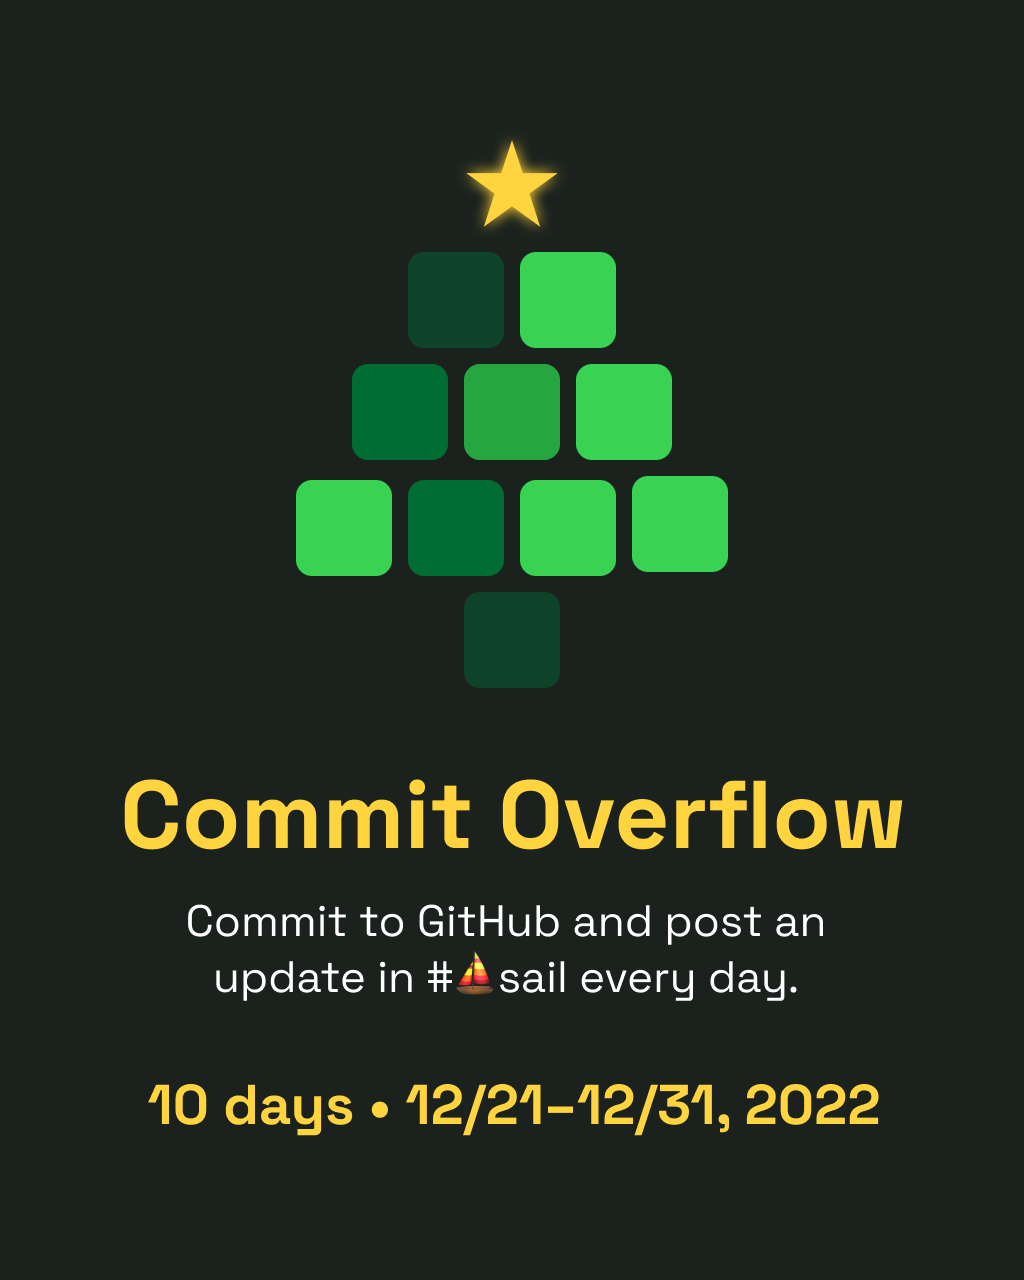 Commit Overflow
Commit to GitHub and post an
update in #⛵sail every day.
10 days • 12/21–12/31, 2022